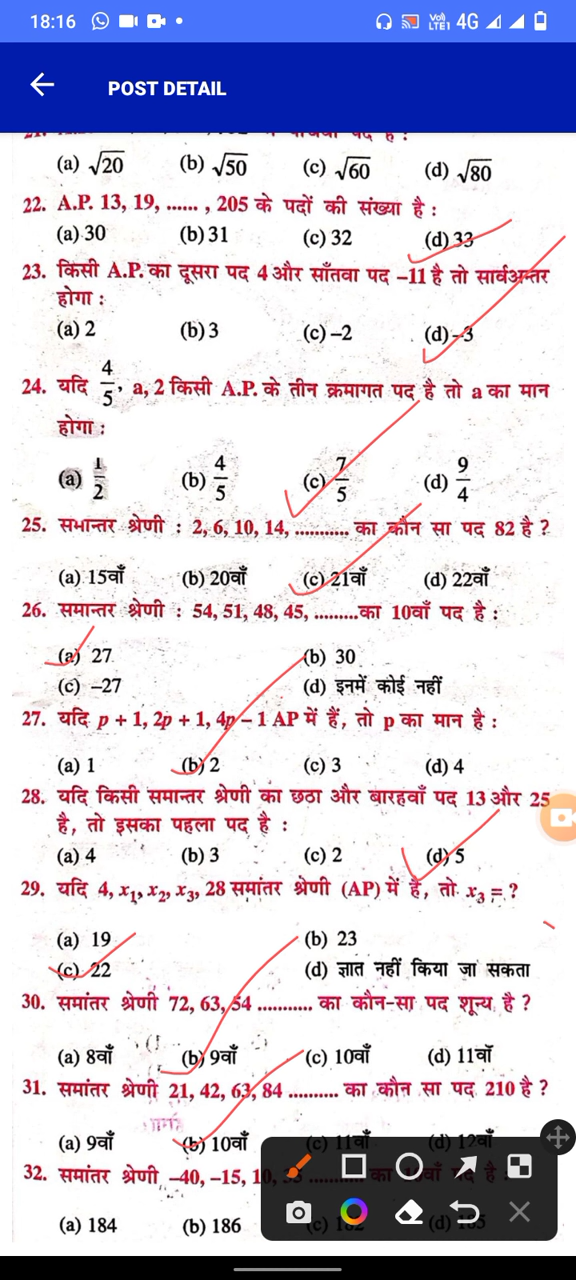 18:16
4G
POST DETAIL
(a) √20 (b) √50 (c) √60 (d) √80
22. A.P. 13, 19, ...... , 205 के पदों की संख्या है :
(a) 30 (b) 31 (c) 32 (d) 33
23. किसी A.P. का दूसरा पद 4 और साँतवा पद –11 है तो सार्वअन्तर
होगा :
(a) 2 (b) 3 (c) –2 (d) –3
24. यदि 4/5, a, 2 किसी A.P. के तीन क्रमागत पद है तो a का मान
होगा :
(a) 1/2 (b) 4/5 (c) 7/5 (d) 9/4
25. सभान्तर श्रेणी : 2, 6, 10, 14, ........... का कौन सा पद 82 है ?
(a) 15वाँ (b) 20वाँ (c) 21वाँ (d) 22वाँ
26. समान्तर श्रेणी : 54, 51, 48, 45, .........का 10वाँ पद है :
(a) 27 (b) 30
(c) –27 (d) इनमें कोई नहीं
27. यदि p + 1, 2p + 1, 4p – 1 AP में हैं, तो p का मान है :
(a) 1 (b) 2 (c) 3 (d) 4
28. यदि किसी समान्तर श्रेणी का छठा और बारहवाँ पद 13 और 25
है, तो इसका पहला पद है :
(a) 4 (b) 3 (c) 2 (d) 5
29. यदि 4, x₁, x₂, x₃, 28 समांतर श्रेणी (AP) में हैं, तो x₃ = ?
(a) 19 (b) 23
(c) 22 (d) ज्ञात नहीं किया जा सकता
30. समांतर श्रेणी 72, 63, 54 ........... का कौन-सा पद शून्य है ?
(a) 8वाँ (b) 9वाँ (c) 10वाँ (d) 11वॉ
31. समांतर श्रेणी 21, 42, 63, 84 .......... का कौन सा पद 210 है ?
(a) 9वाँ (b) 10वाँ (c) 11वाँ (d) 12वाँ
32. समांतर श्रेणी –40, –15, 10, का पद है :
(a) 184 (b) 186 (c) (d)